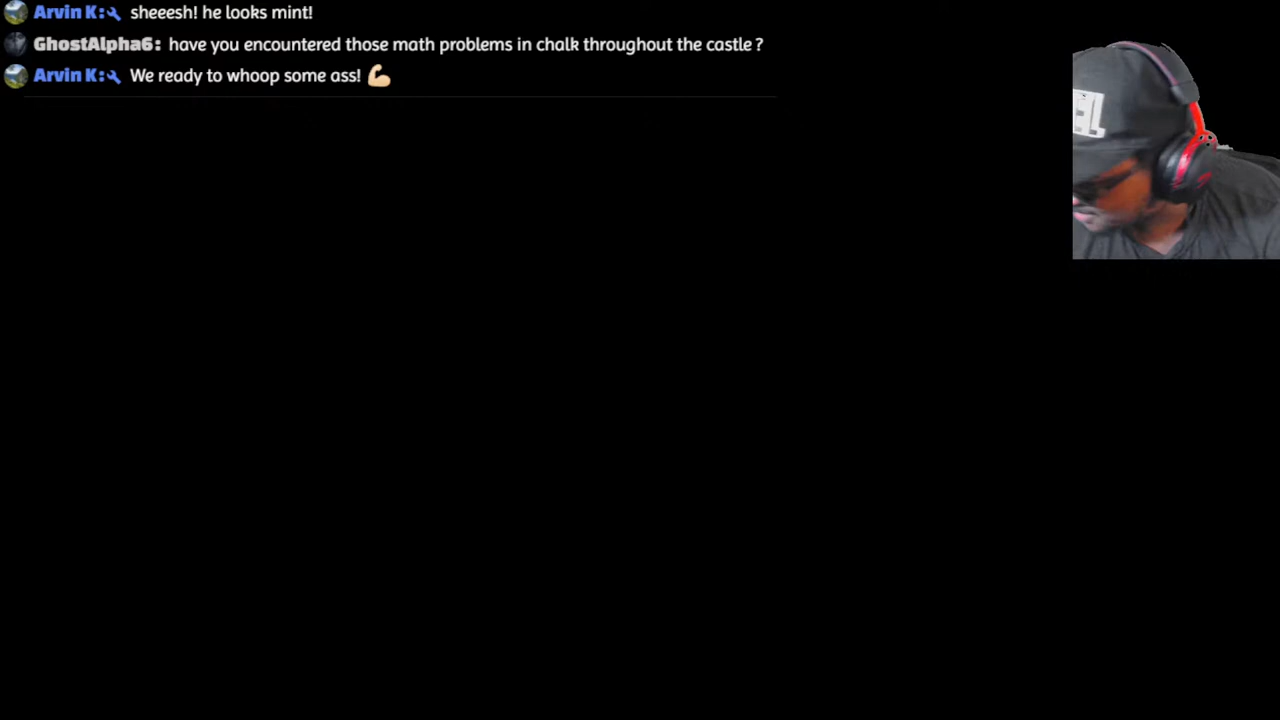 Arvin K: sheeesh! he looks mint!
GhostAlpha6: have you encountered those math problems in chalk throughout the castle ?
Arvin K: We ready to whoop some ass! 💪🏻